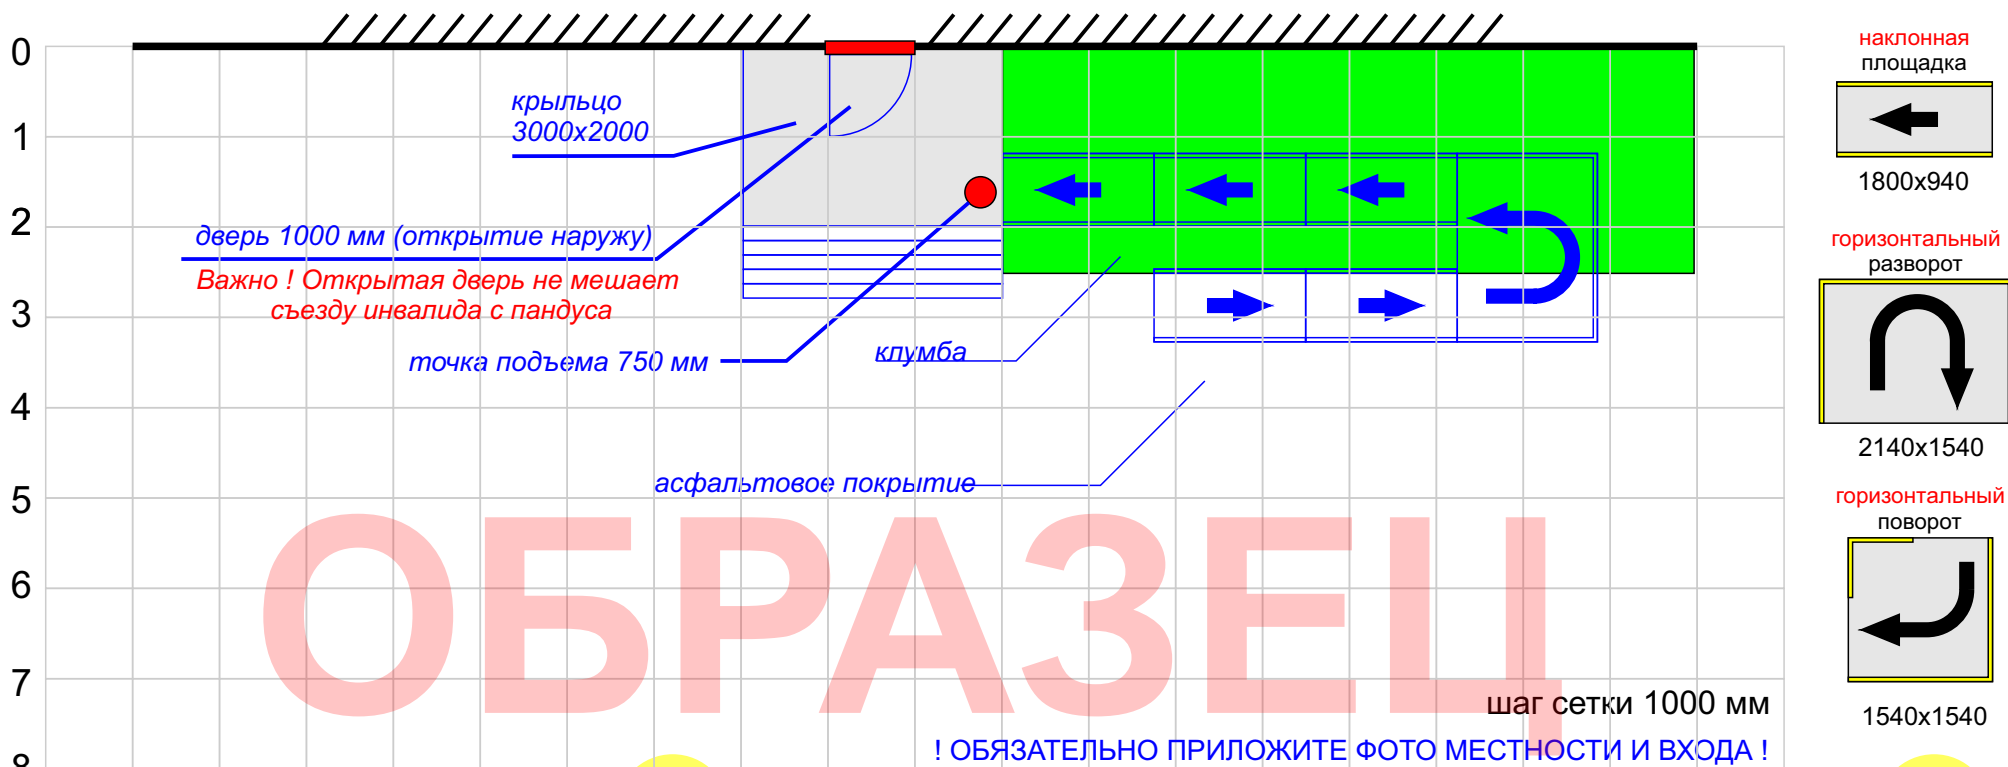 0
1
2
3
4
5
6
7
8
крыльцо
3000x2000
дверь 1000 мм (открытие наружу)
Важно ! Открытая дверь не мешает
съезду инвалида с пандуса
точка подъема 750 мм
клумба
асфальтовое покрытие
ОБРАЗЕЦ
шаг сетки 1000 мм
! ОБЯЗАТЕЛЬНО ПРИЛОЖИТЕ ФОТО МЕСТНОСТИ И ВХОДА !
наклонная
площадка
1800x940
горизонтальный
разворот
2140x1540
горизонтальный
поворот
1540x1540